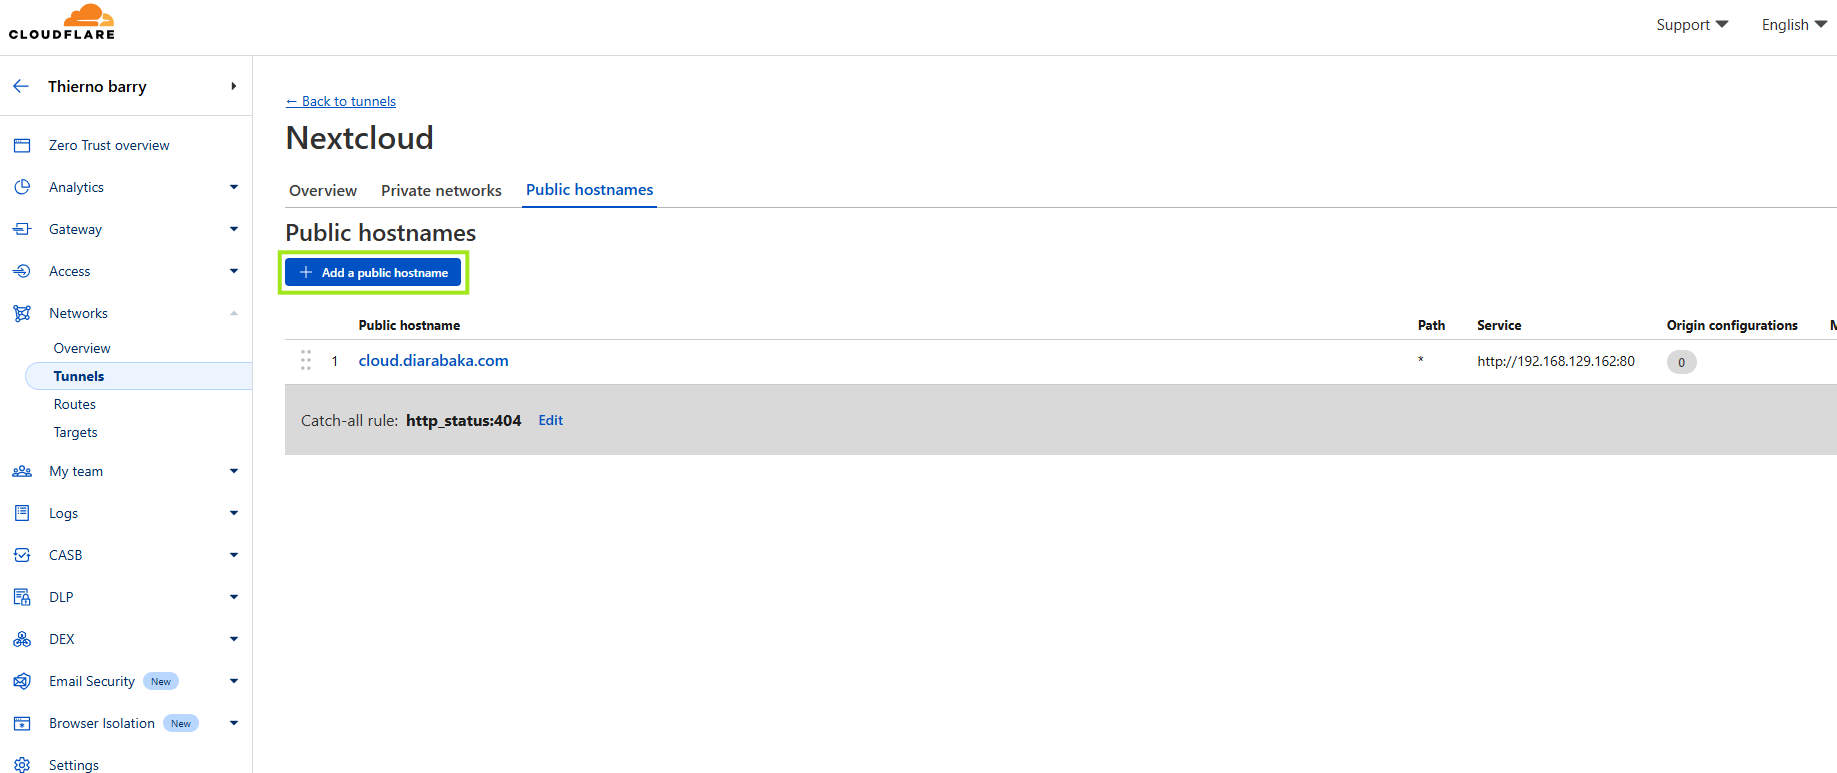 CLOUDFLARE
Support
English
Thierno barry
Zero Trust overview
Analytics
Gateway
Access
Networks
Overview
Tunnels
Routes
Targets
My team
Logs
CASB
DLP
DEX
Email Security New
Browser Isolation New
Settings
← Back to tunnels
Nextcloud
Overview Private networks Public hostnames
Public hostnames
+ Add a public hostname
Public hostname Path Service Origin configurations M
1 cloud.diarabaka.com * http://192.168.129.162:80 0
Catch-all rule: http_status:404 Edit